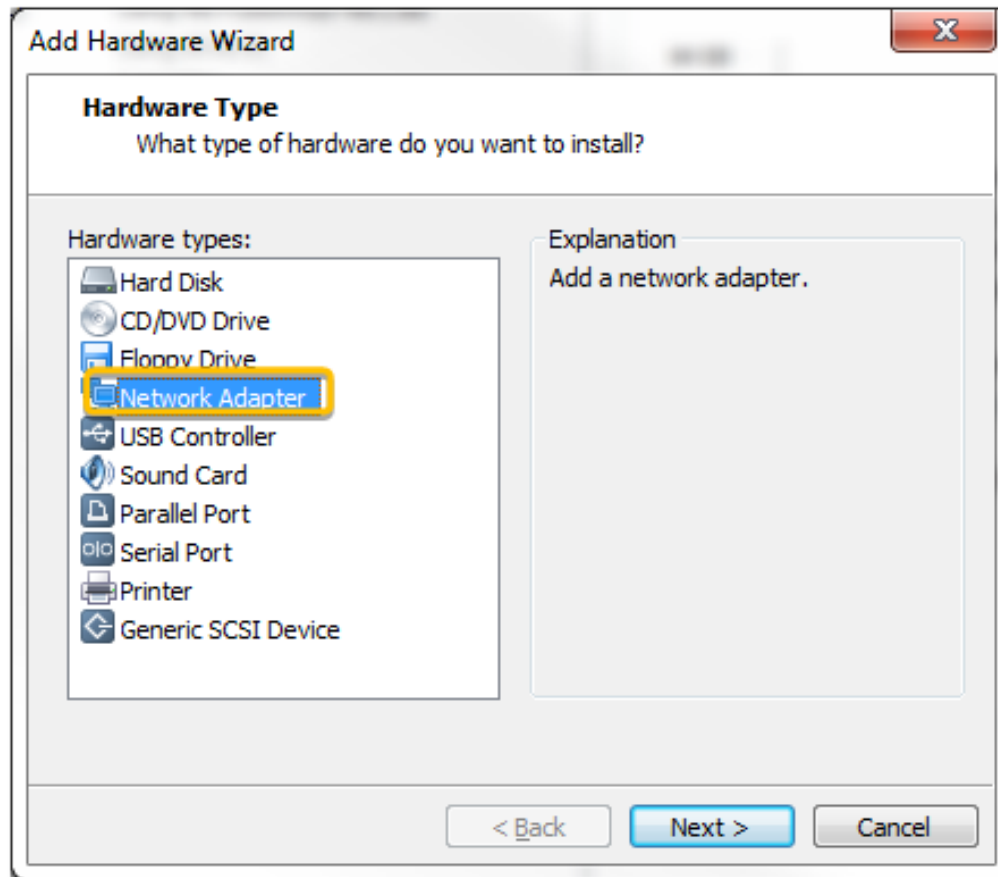 Add Hardware Wizard
Hardware Type
What type of hardware do you want to install?
Hardware types:
Explanation
Hard Disk
Add a network adapter.
CD/DVD Drive
Floppy Drive
Network Adapter
USB Controller
Sound Card
Parallel Port
Serial Port
Printer
Generic SCSI Device
< Back
Next >
Cancel